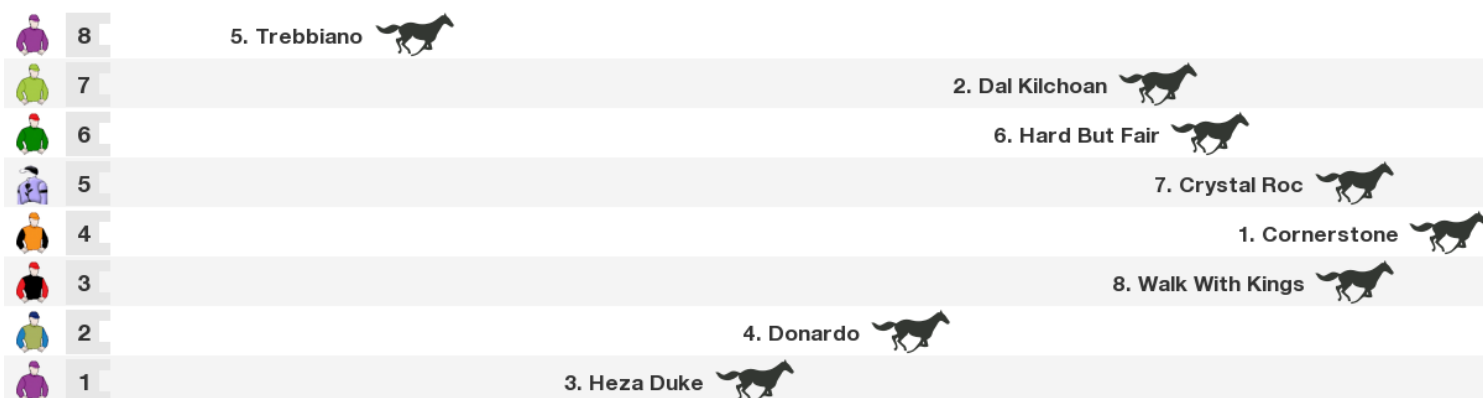 8 5. Trebbiano
7 2. Dal Kilchoan
6 6. Hard But Fair
5 7. Crystal Roc
4 1. Cornerstone
3 8. Walk With Kings
2 4. Donardo
1 3. Heza Duke